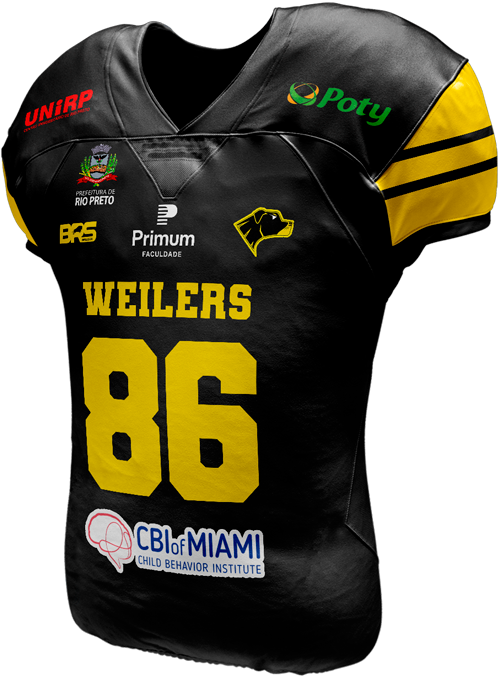 UNIRP
Poty
PREFEITURA DE
RIO PRETO
BRS
Primum
FACULDADE
WEILERS
86
CBIofMIAMI
CHILD BEHAVIOR INSTITUTE